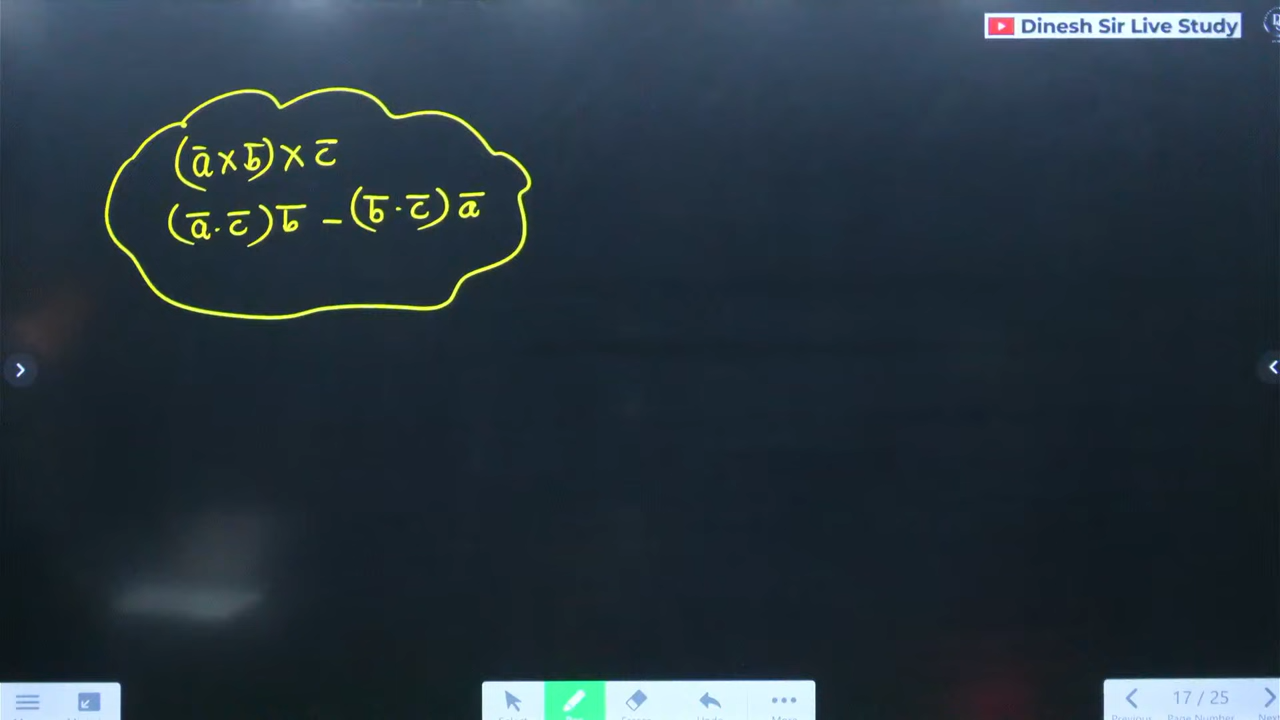 Dinesh Sir Live Study
(a̅ × b̅) × c̅
(a̅ · c̅) b̅ − (b̅ · c̅) a̅
17 / 25